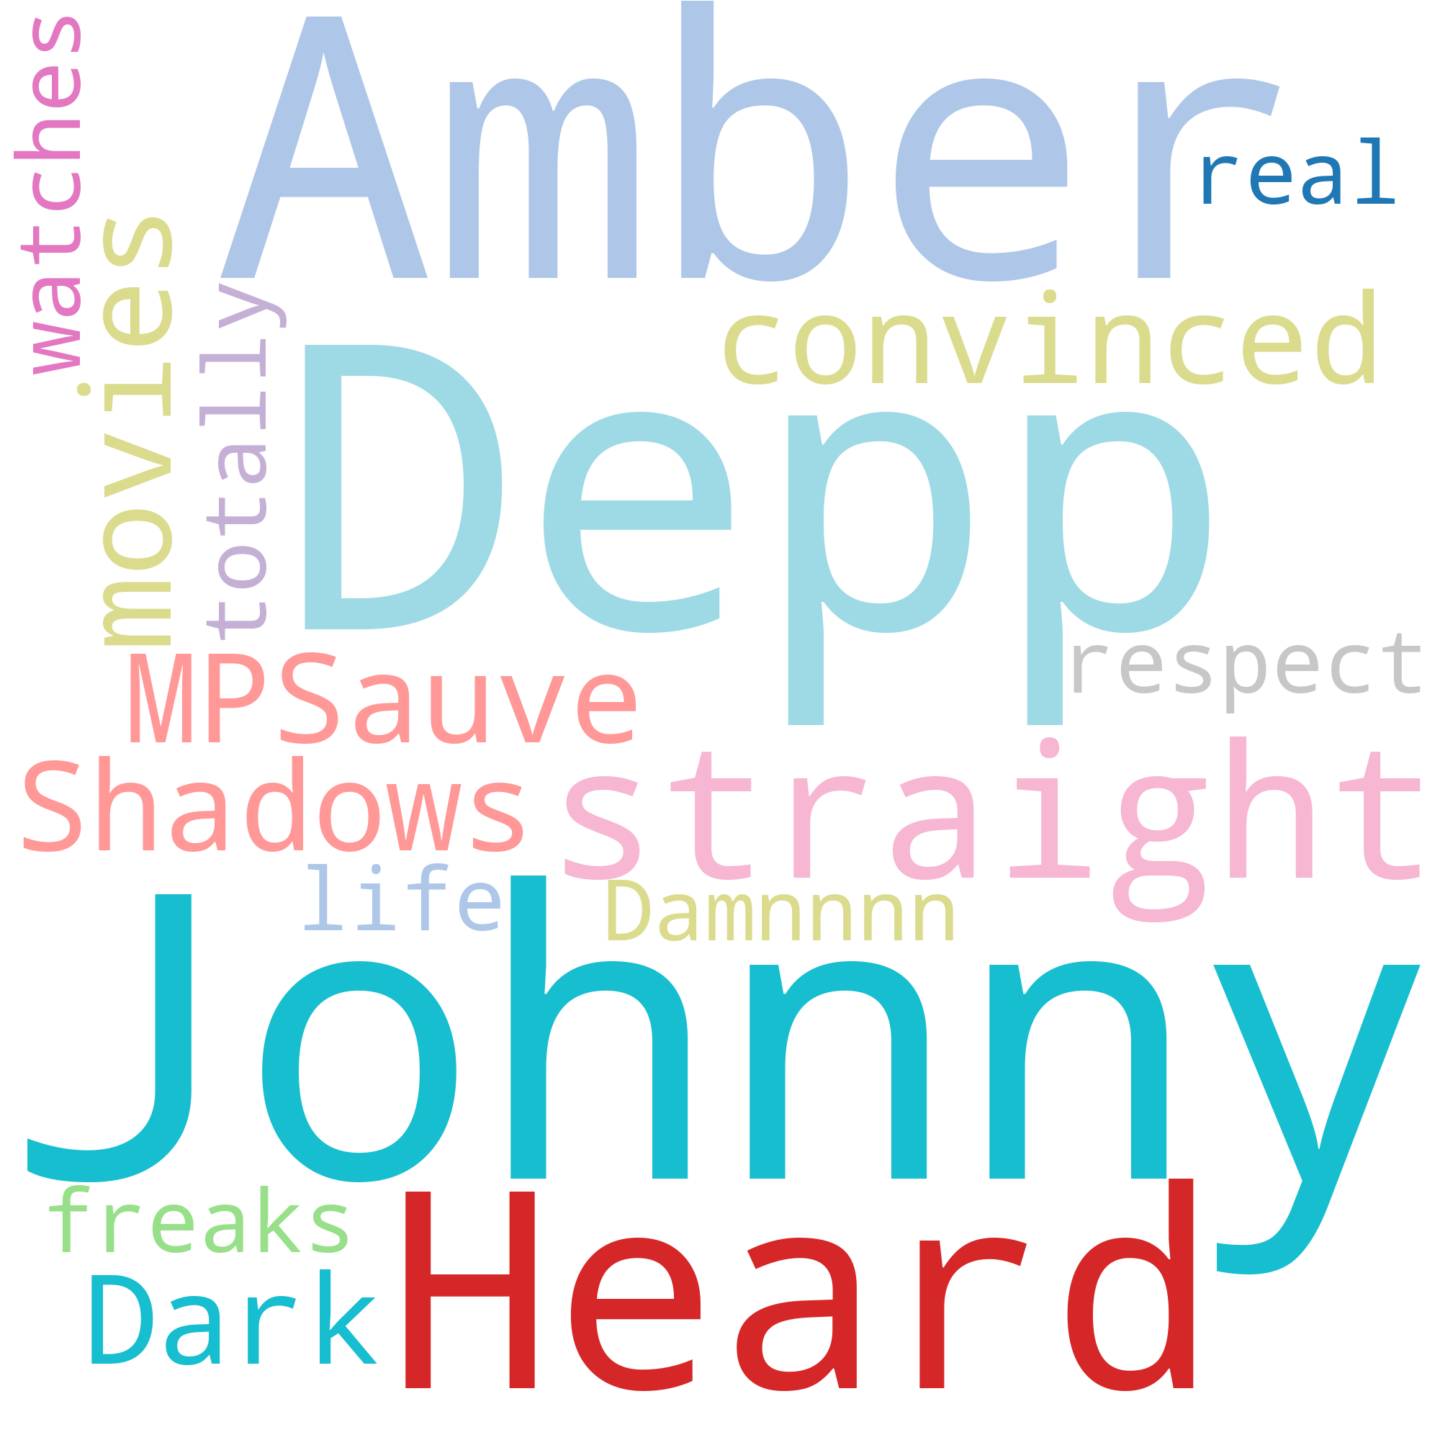 watches
Amber
real
movies
totally
convinced
Depp
MPSauve
respect
Shadows
straight
life
Damnnnn
Johnny
freaks
Dark
Heard